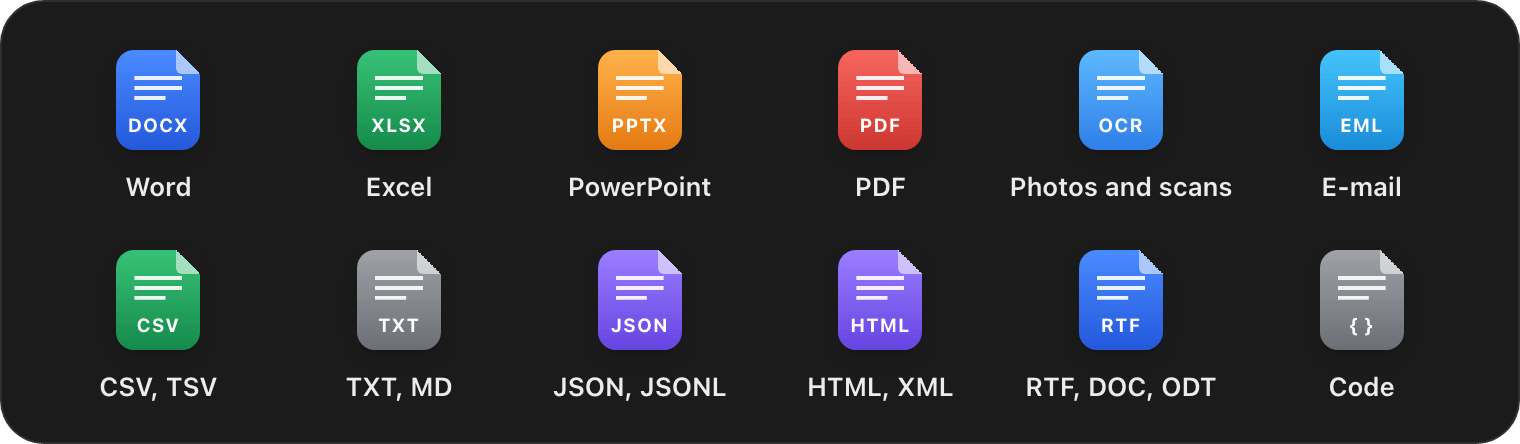 DOCX XLSX PPTX PDF OCR EML
Word Excel PowerPoint PDF Photos and scans E-mail
CSV TXT JSON HTML RTF { }
CSV, TSV TXT, MD JSON, JSONL HTML, XML RTF, DOC, ODT Code